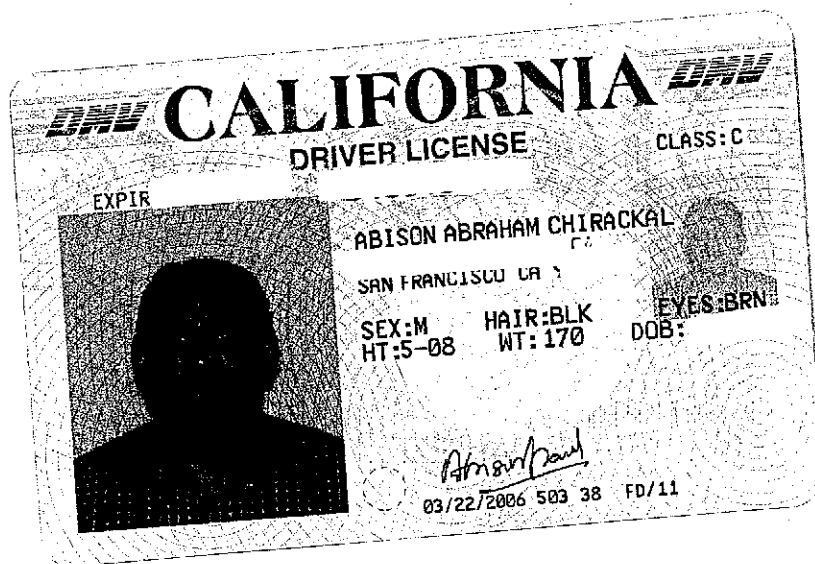 DMV CALIFORNIA DMV
DRIVER LICENSE
CLASS:C
EXPIR
ABISON ABRAHAM CHIRACKAL
SAN FRANCISCO CA
SEX:M HAIR:BLK EYES:BRN
HT:5-08 WT:170 DOB:
03/22/2006 503 38 FD/11